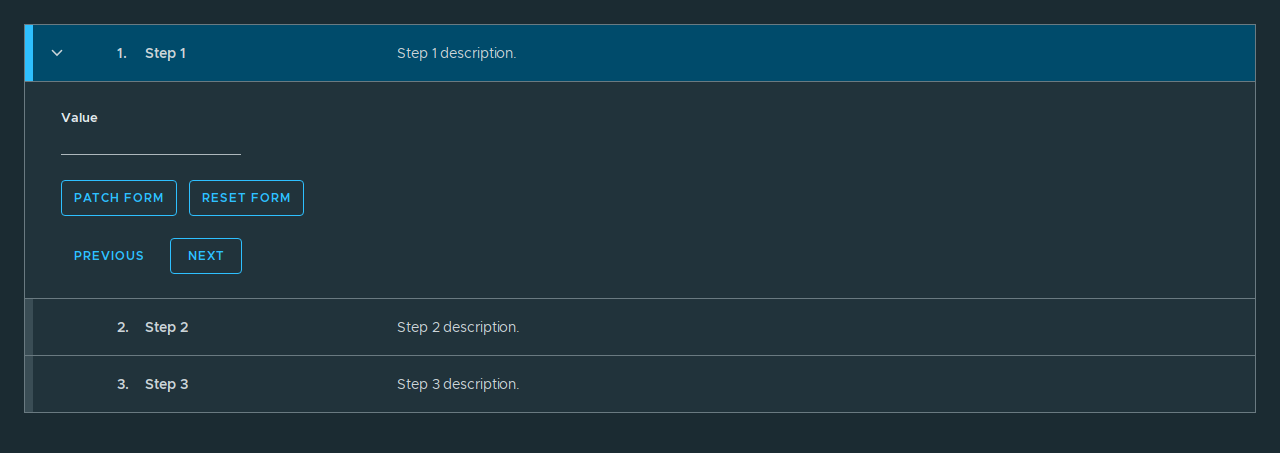 1. Step 1 Step 1 description.
Value
PATCH FORM RESET FORM
PREVIOUS NEXT
2. Step 2 Step 2 description.
3. Step 3 Step 3 description.